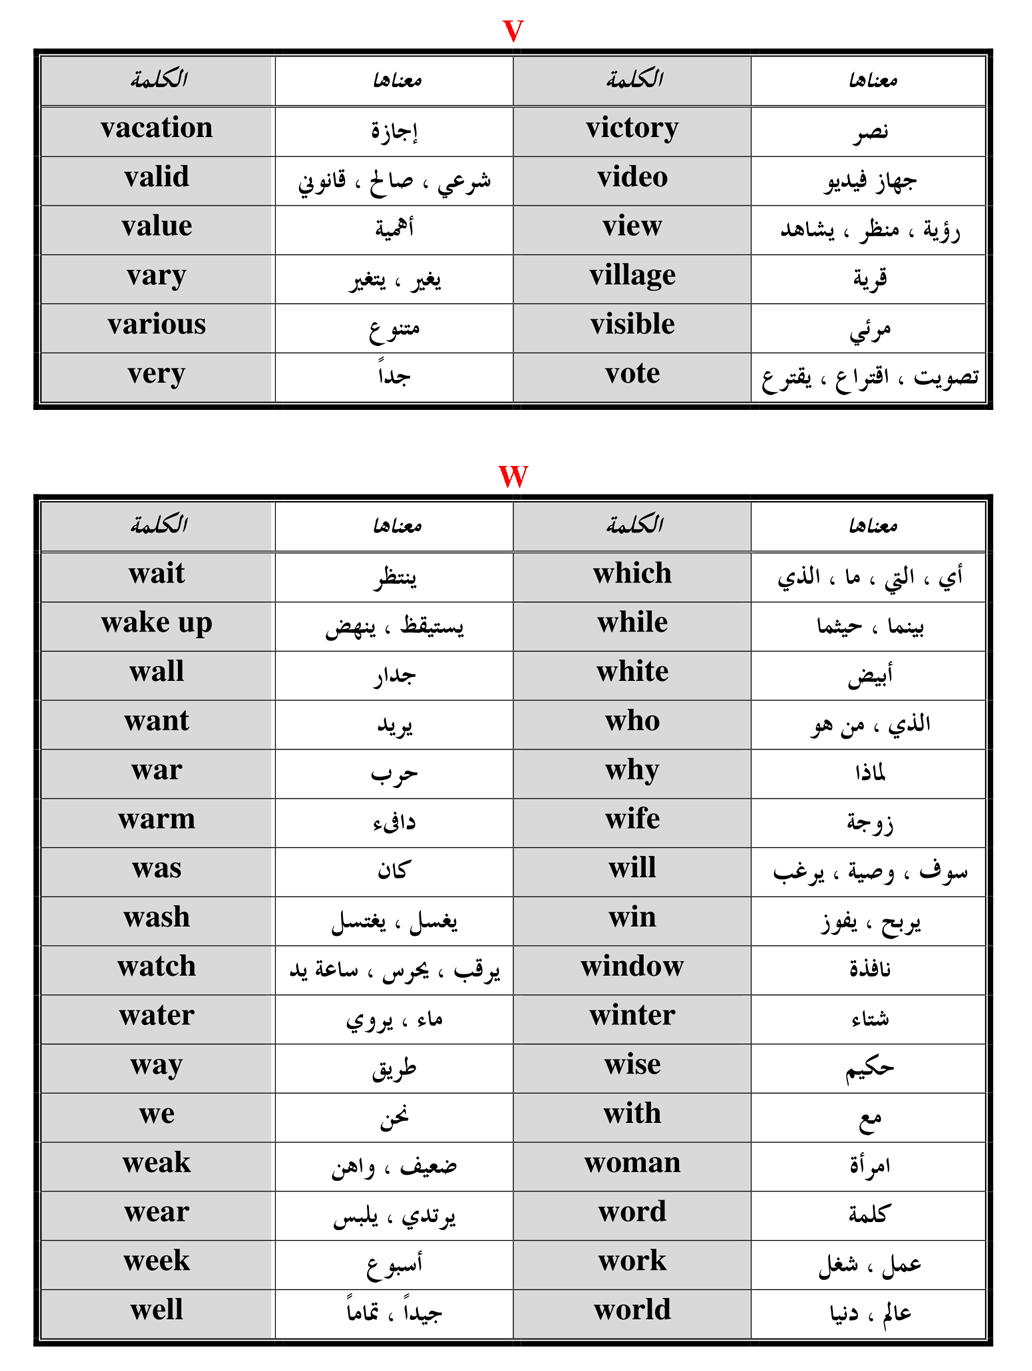 V
الكلمة معناها الكلمة معناها
vacation إجازة victory نصر
valid شرعي ، صالح ، قانوني video جهاز فيديو
value أهمية view رؤية ، منظر ، يشاهد
vary يغير ، يتغير village قرية
various متنوع visible مرئي
very جداً vote تصويت ، اقتراع ، يقترع
W
الكلمة معناها الكلمة معناها
wait ينتظر which أي ، التي ، ما ، الذي
wake up يستيقظ ، ينهض while بينما ، حيثما
wall جدار white أبيض
want يريد who الذي ، من هو
war حرب why لماذا
warm دافىء wife زوجة
was كان will سوف ، وصية ، يرغب
wash يغسل ، يغتسل win يربح ، يفوز
watch يرقب ، يحرس ، ساعة يد window نافذة
water ماء ، يروي winter شتاء
way طريق wise حكيم
we نحن with مع
weak ضعيف ، واهن woman امرأة
wear يرتدي ، يلبس word كلمة
week أسبوع work عمل ، شغل
well جيداً ، تماماً world عالم ، دنيا